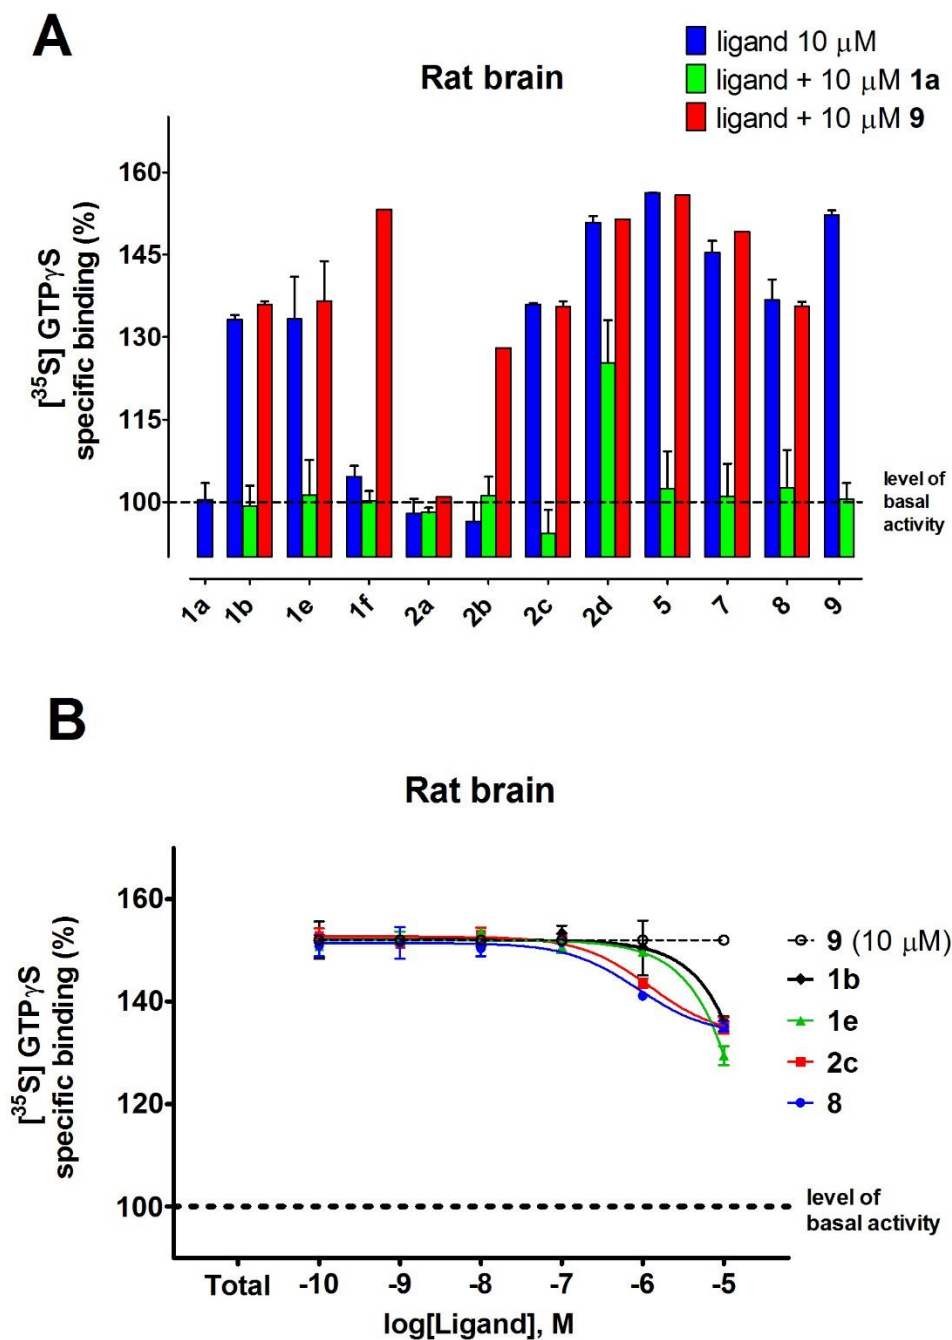 A
ligand 10 μM
ligand + 10 μM 1a
ligand + 10 μM 9
Rat brain
[³⁵S] GTPγS
specific binding (%)
160
145
130
115
100
level of
basal
activity
1a 1b 1e 1f 2a 2b 2c 2d 5 7 8 9
B
Rat brain
[³⁵S] GTPγS
specific binding (%)
160
140
120
100
9 (10 μM)
1b
1e
2c
8
level of
basal activity
Total -10 -9 -8 -7 -6 -5
log[Ligand], M